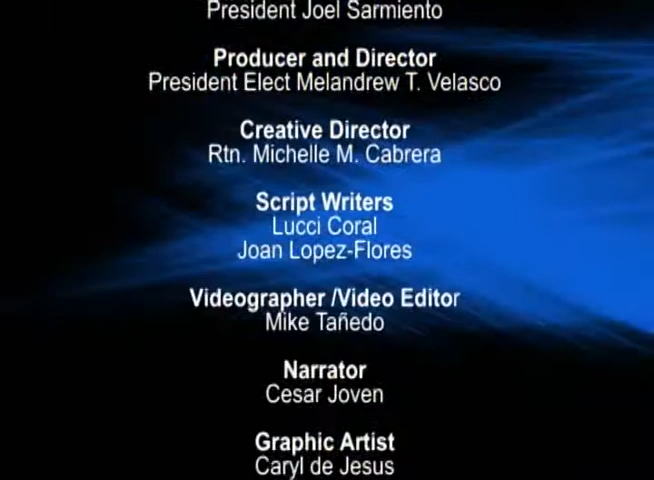 President Joel Sarmiento
Producer and Director
President Elect Melandrew T. Velasco
Creative Director
Rtn. Michelle M. Cabrera
Script Writers
Lucci Coral
Joan Lopez-Flores
Videographer /Video Editor
Mike Tañedo
Narrator
Cesar Joven
Graphic Artist
Caryl de Jesus